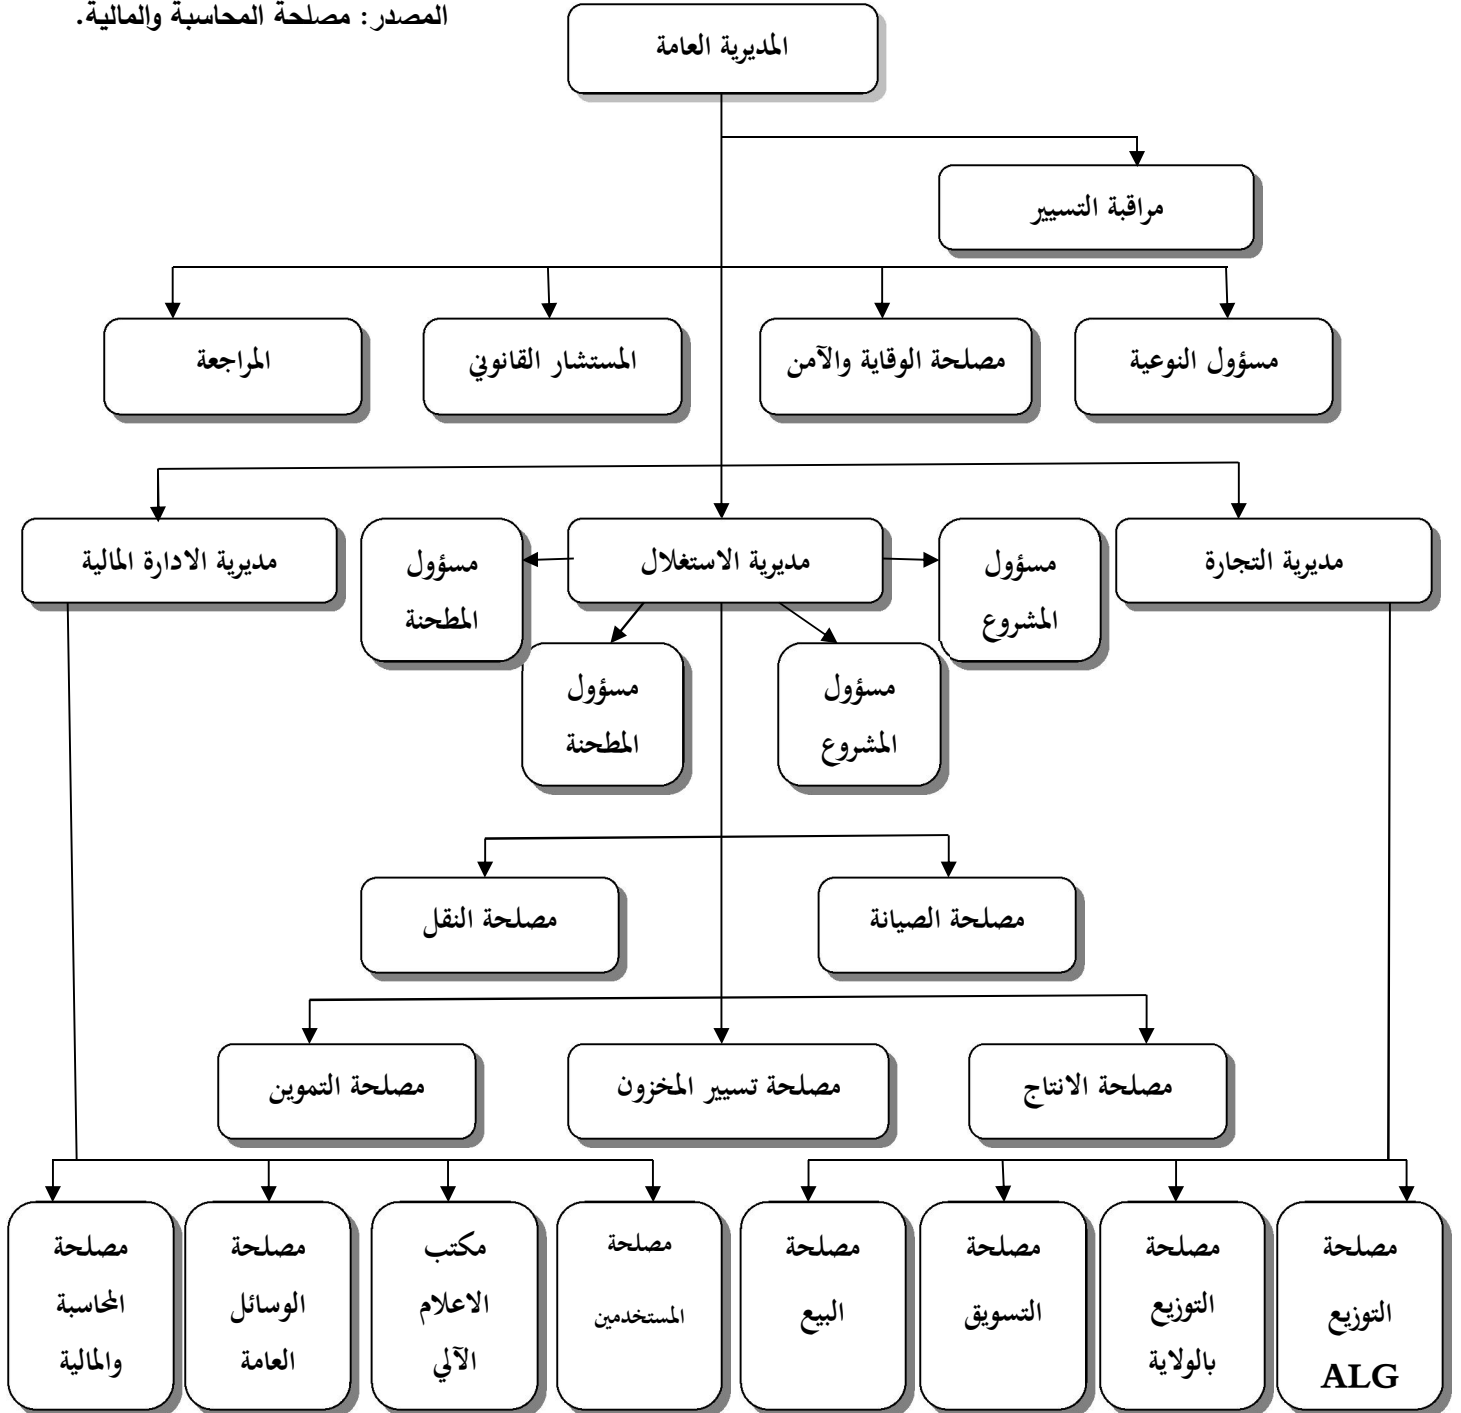 المصدر: مصلحة المحاسبة والمالية.
المديرية العامة
مراقبة التسيير
مسؤول النوعية
مصلحة الوقاية والآمن
المستشار القانوني
المراجعة
مديرية التجارة
مسؤول
المشروع
مديرية الاستغلال
مسؤول
المطحنة
مديرية الادارة المالية
مسؤول
المشروع
مسؤول
المطحنة
مصلحة الصيانة
مصلحة النقل
مصلحة الانتاج
مصلحة تسيير المخزون
مصلحة التموين
مصلحة
التوزيع
ALG
مصلحة
التوزيع
بالولاية
مصلحة
التسويق
مصلحة
البيع
مصلحة
المستخدمين
مكتب
الاعلام
الآلي
مصلحة
الوسائل
العامة
مصلحة
المحاسبة
والمالية